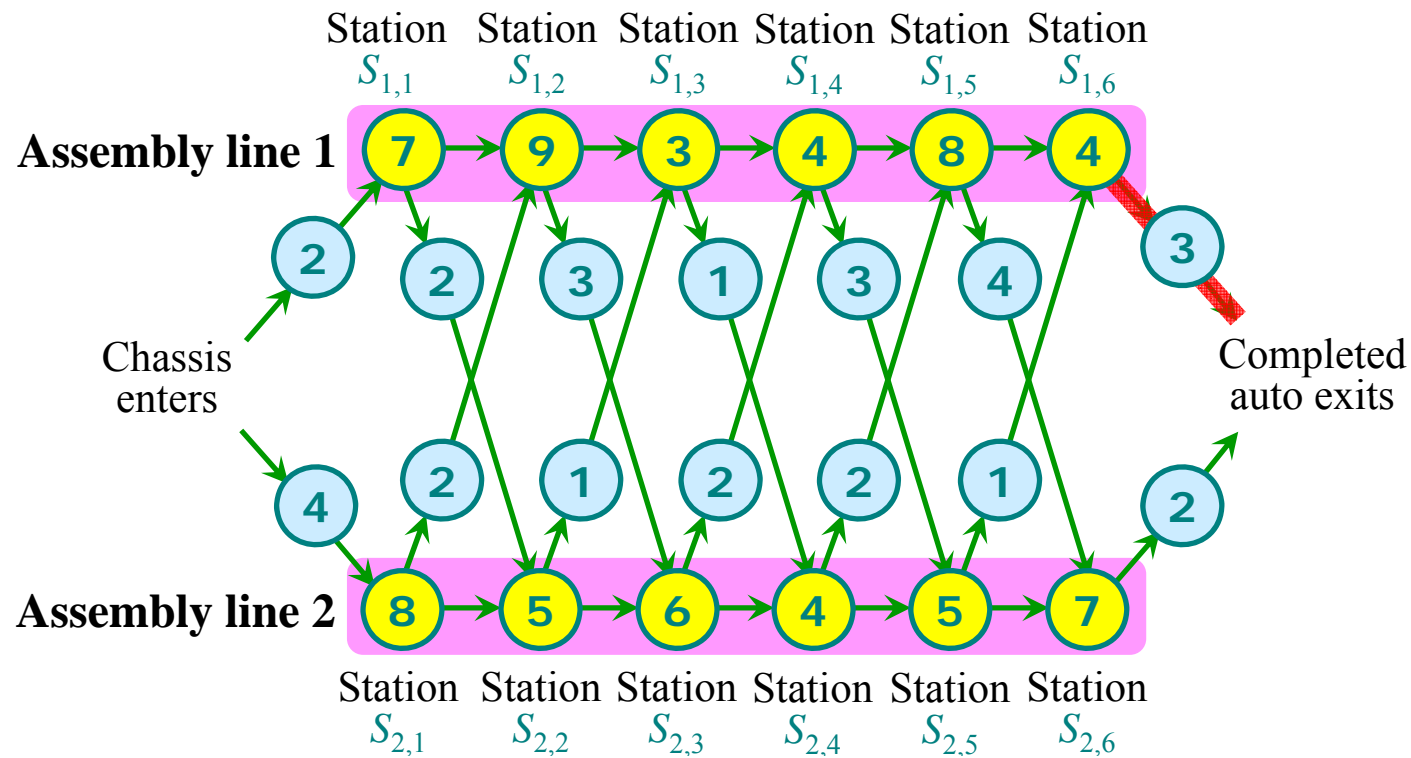 Station Station Station Station Station Station
S1,1 S1,2 S1,3 S1,4 S1,5 S1,6
Assembly line 1 7 9 3 4 8 4
2 3
2 3 1 3 4
Chassis
enters
Completed
auto exits
2 1 2 2 1
4 2
Assembly line 2 8 5 6 4 5 7
Station Station Station Station Station Station
S2,1 S2,2 S2,3 S2,4 S2,5 S2,6